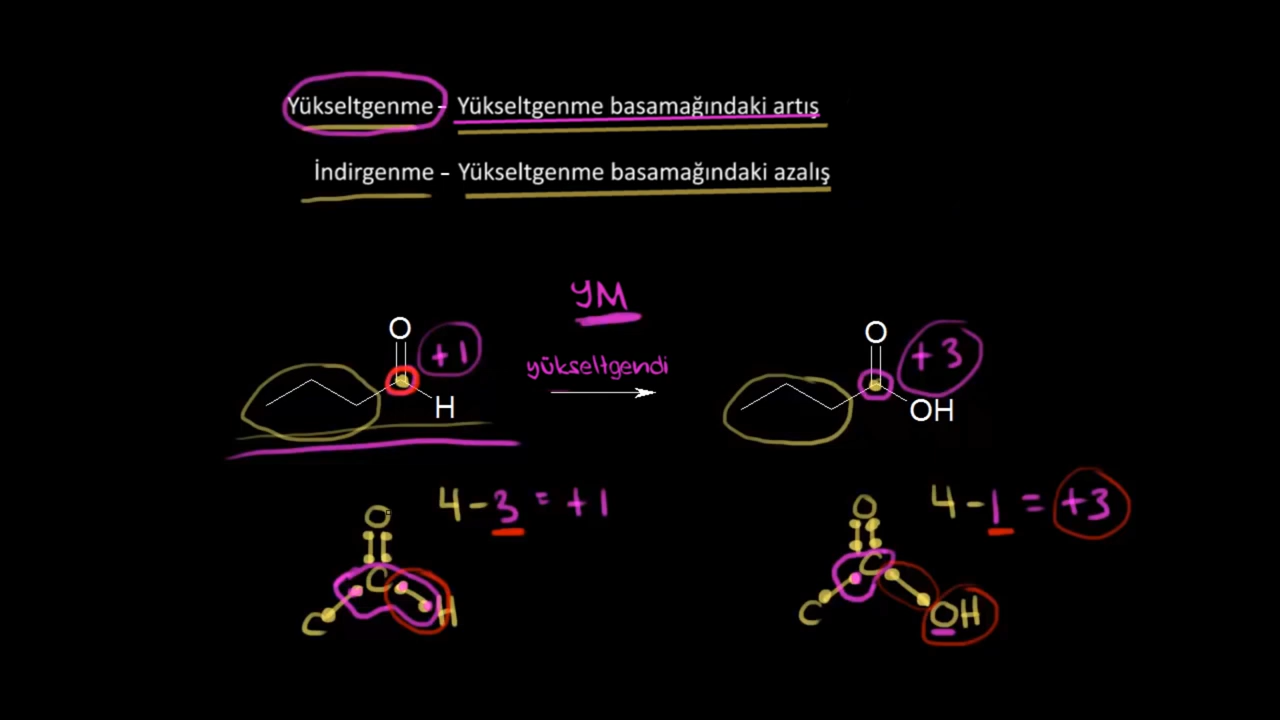 Yükseltgenme - Yükseltgenme basamağındaki artış
İndirgenme - Yükseltgenme basamağındaki azalış
YM
O +1 yükseltgendi O +3
H OH
4-3 = +1 4-1 = +3
O O
C C
C H C OH